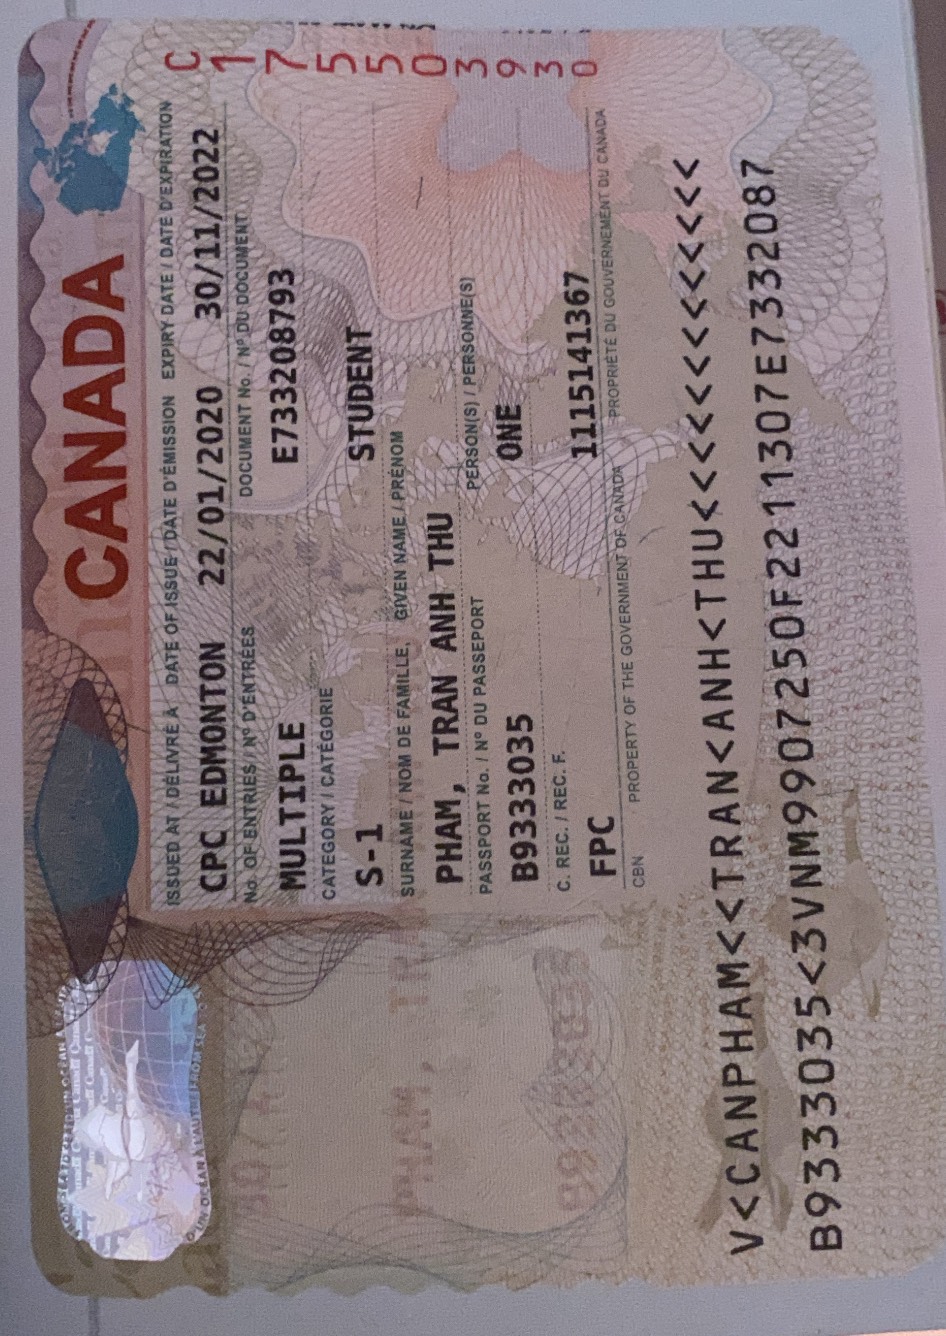 CANADA
C175503930
ISSUED AT / DÉLIVRÉ À DATE OF ISSUE / DATE D'ÉMISSION EXPIRY DATE / DATE D'EXPIRATION
CPC EDMONTON 22/01/2020 30/11/2022
No. OF ENTRIES / Nº D'ENTRÉES DOCUMENT No. / Nº DU DOCUMENT
MULTIPLE E733208793
CATEGORY / CATÉGORIE
S-1 STUDENT
SURNAME / NOM DE FAMILLE, GIVEN NAME / PRÉNOM
PHAM, TRAN ANH THU
PASSPORT No. / Nº DU PASSEPORT PERSON(S) / PERSONNE(S)
B9333035 ONE
C. REC. / REC. F.
FPC 1115141367
CBN PROPERTY OF THE GOVERNMENT OF CANADA PROPRIÉTÉ DU GOUVERNEMENT DU CANADA
V<CANPHAM<<TRAN<ANH<THU<<<<<<<<<<<<<<<<<<<<<
B9333035<3VNM9907250F2211307E7332087